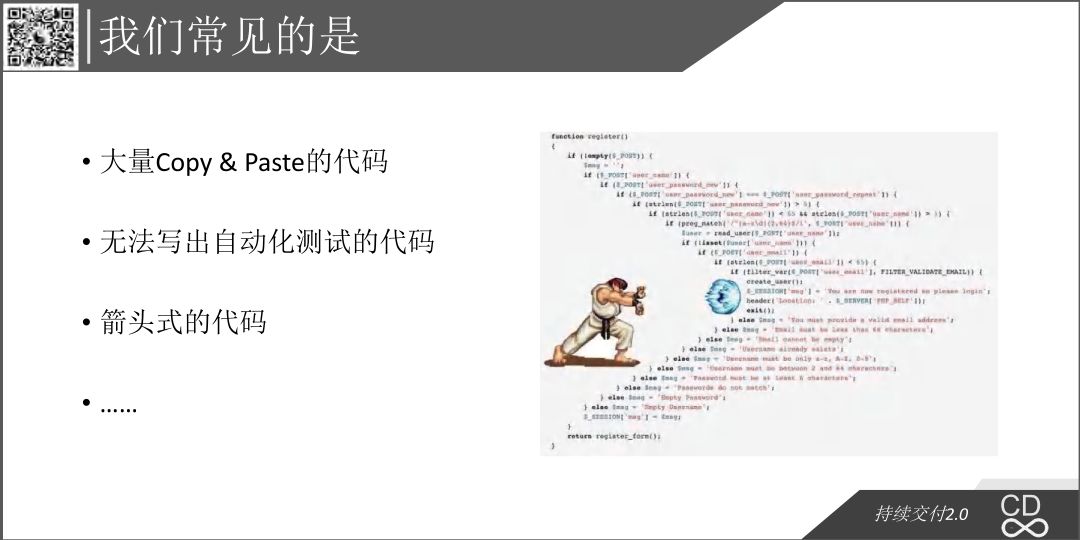 我们常见的是
• 大量Copy & Paste的代码
• 无法写出自动化测试的代码
• 箭头式的代码
• ……
function register()
{
if (!empty($_POST)) {
$msg = '';
if ($_POST['user_name']) {
if ($_POST['user_password_new']) {
if ($_POST['user_password_new'] === $_POST['user_password_repeat']) {
if (strlen($_POST['user_password_new']) > 5) {
if (strlen($_POST['user_name']) < 65 && strlen($_POST['user_name']) > 1) {
if (preg_match('/^[a-z\d]{2,64}$/i', $_POST['user_name'])) {
$user = read_user($_POST['user_name']);
if (!isset($user['user_name'])) {
if ($_POST['user_email']) {
if (strlen($_POST['user_email']) < 65) {
if (filter_var($_POST['user_email'], FILTER_VALIDATE_EMAIL)) {
create_user();
$_SESSION['msg'] = 'You are now registered so please login';
header('Location: ' . $_SERVER['PHP_SELF']);
exit();
} else $msg = 'You must provide a valid email address';
} else $msg = 'Email must be less than 64 characters';
} else $msg = 'Email cannot be empty';
} else $msg = 'Username already exists';
} else $msg = 'Username must be only a-z, A-Z, 0-9';
} else $msg = 'Username must be between 2 and 64 characters';
} else $msg = 'Password must be at least 6 characters';
} else $msg = 'Passwords do not match';
} else $msg = 'Empty Password';
} else $msg = 'Empty Username';
$_SESSION['msg'] = $msg;
}
return register_form();
}
持续交付2.0
CD